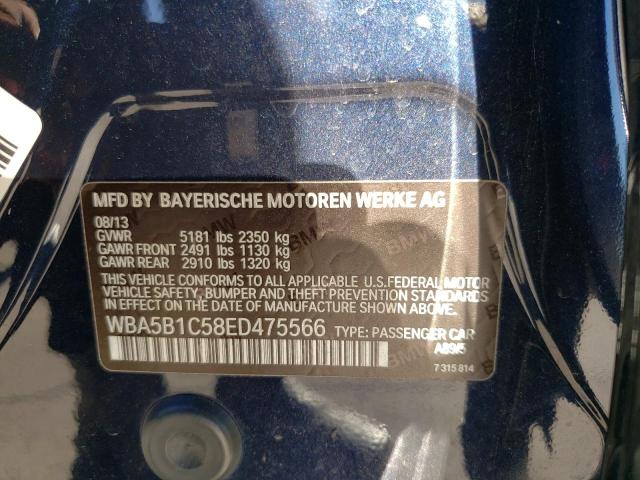 MFD BY BAYERISCHE MOTOREN WERKE AG
08/13
GVWR 5181 lbs 2350 kg
GAWR FRONT 2491 lbs 1130 kg
GAWR REAR 2910 lbs 1320 kg
THIS VEHICLE CONFORMS TO ALL APPLICABLE U.S.FEDERAL MOTOR
VEHICLE SAFETY, BUMPER AND THEFT PREVENTION STANDARDS
IN EFFECT ON THE DATE OF MANUFACTURE SHOWN ABOVE.
WBA5B1C58ED475566 TYPE: PASSENGER CAR
A89/5
7 315 814